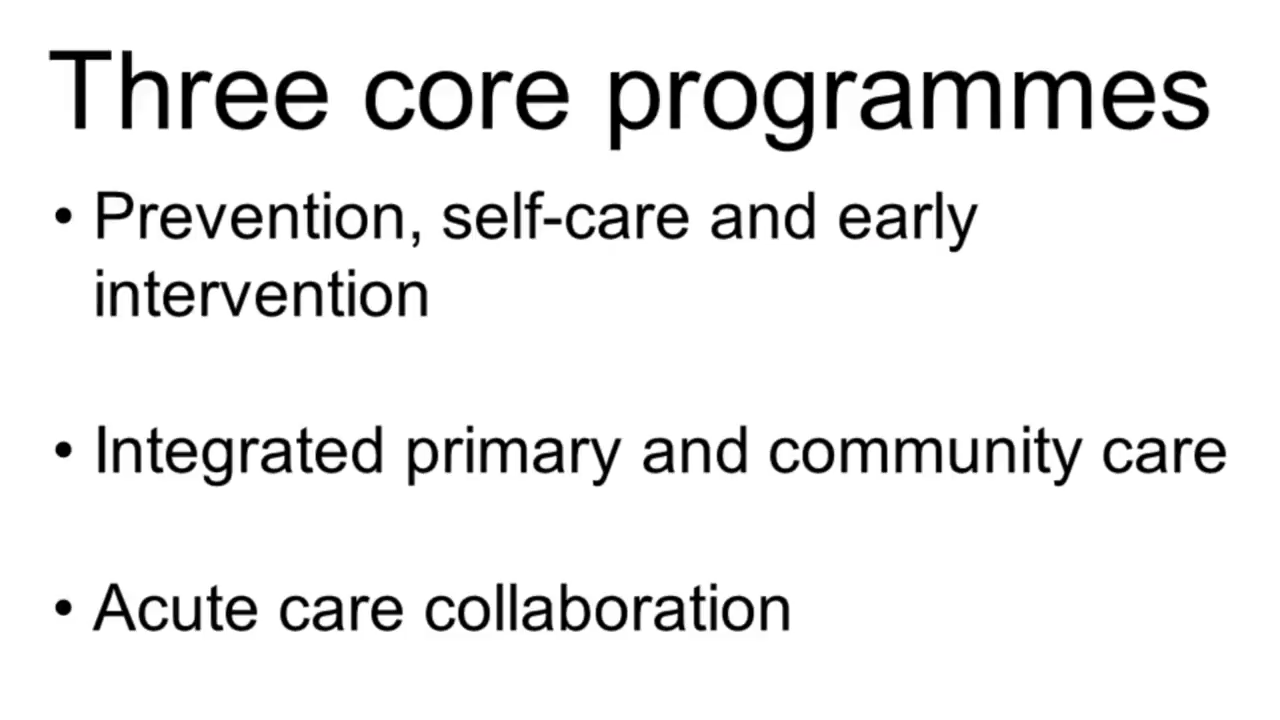 Three core programmes
• Prevention, self-care and early
intervention
• Integrated primary and community care
• Acute care collaboration